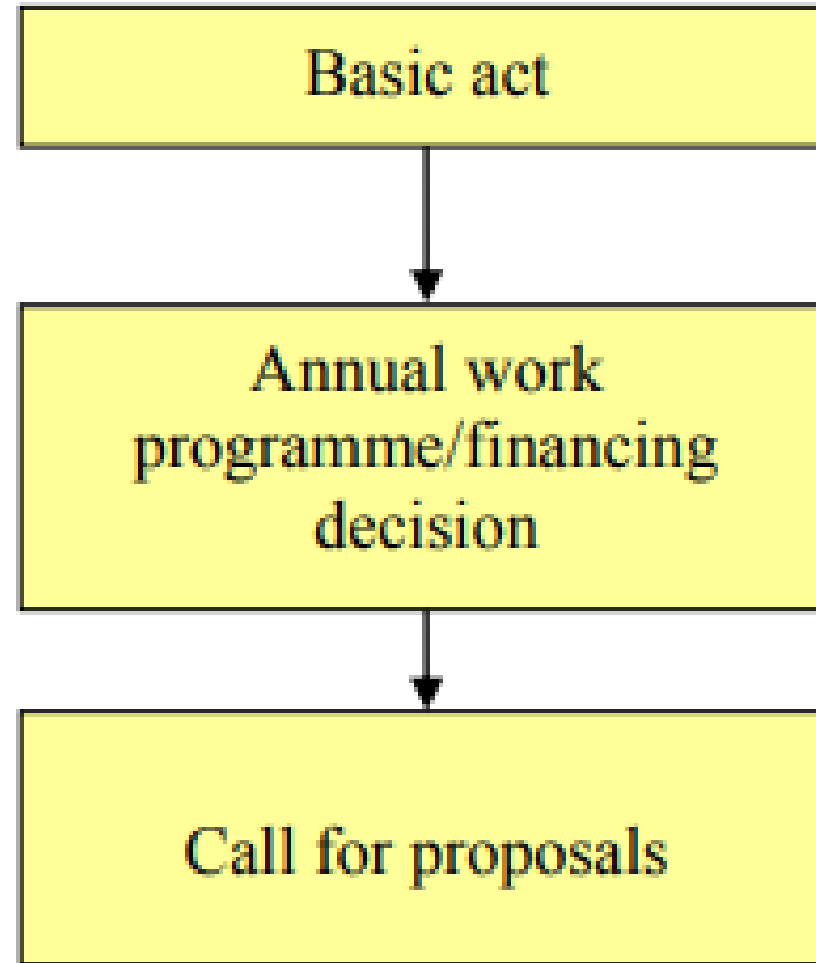 Basic act
Annual work
programme/financing
decision
Call for proposals